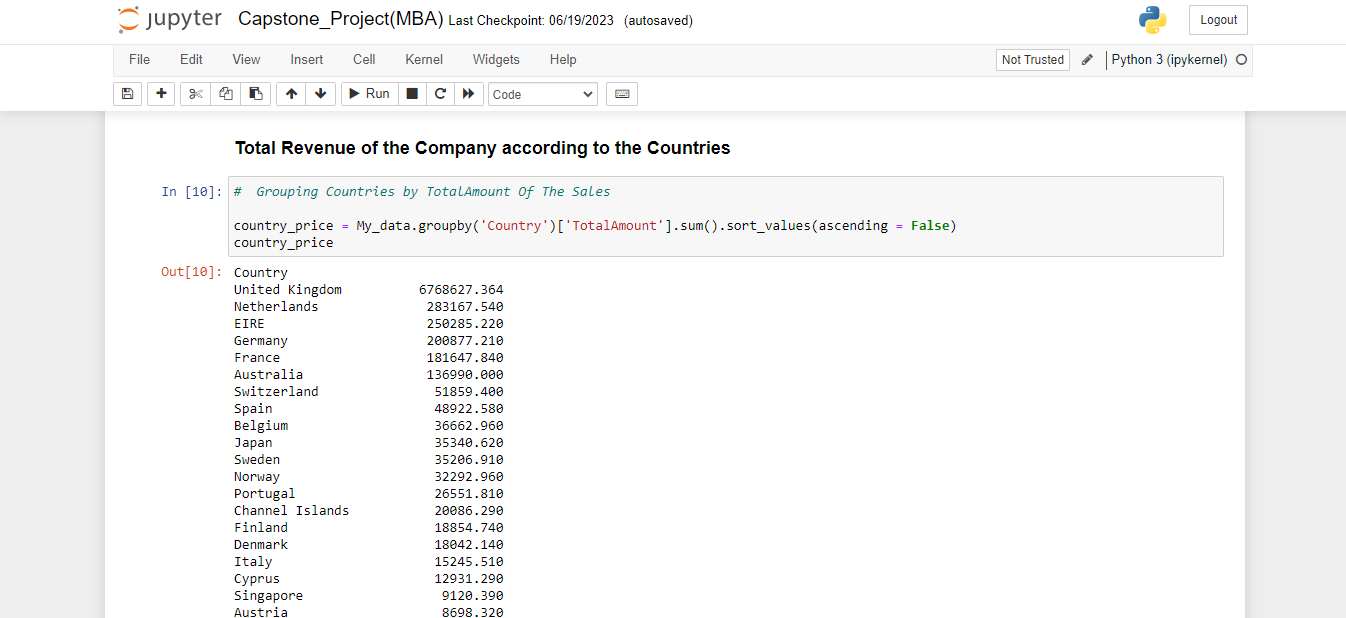 jupyter Capstone_Project(MBA) Last Checkpoint: 06/19/2023 (autosaved) Logout
File Edit View Insert Cell Kernel Widgets Help Not Trusted Python 3 (ipykernel)
Run Code
Total Revenue of the Company according to the Countries
In [10]: # Grouping Countries by TotalAmount Of The Sales
country_price = My_data.groupby('Country')['TotalAmount'].sum().sort_values(ascending = False)
country_price
Out[10]: Country
United Kingdom 6768627.364
Netherlands 283167.540
EIRE 250285.220
Germany 200877.210
France 181647.840
Australia 136990.000
Switzerland 51859.400
Spain 48922.580
Belgium 36662.960
Japan 35340.620
Sweden 35206.910
Norway 32292.960
Portugal 26551.810
Channel Islands 20086.290
Finland 18854.740
Denmark 18042.140
Italy 15245.510
Cyprus 12931.290
Singapore 9120.390
Austria 8698.320